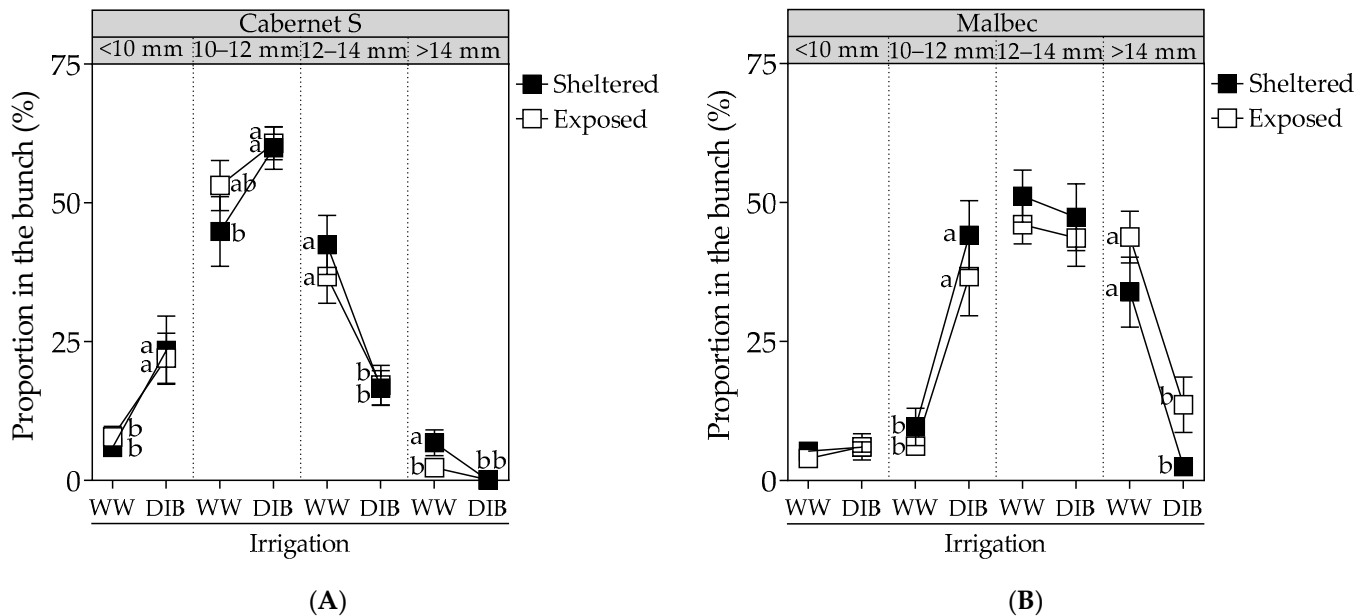 Cabernet S
<10 mm 10–12 mm 12–14 mm >14 mm
75
50
25
0
Proportion in the bunch (%)
Sheltered
Exposed
a
a
b
b
a
a
ab
b
a
a
b
b
a
b
bb
WW DIB WW DIB WW DIB WW DIB
Irrigation
(A)
Malbec
<10 mm 10–12 mm 12–14 mm >14 mm
75
50
25
0
Proportion in the bunch (%)
Sheltered
Exposed
a
a
b
b
a
a
b
b
WW DIB WW DIB WW DIB WW DIB
Irrigation
(B)